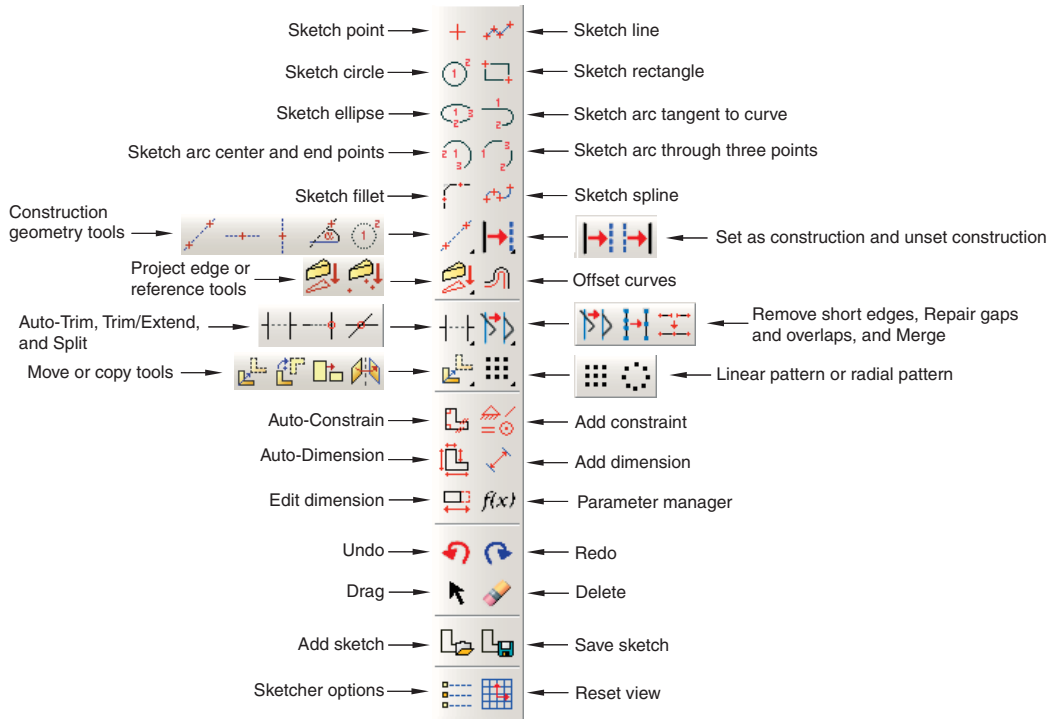 Sketch point
Sketch line
Sketch circle
Sketch rectangle
Sketch ellipse
Sketch arc tangent to curve
Sketch arc center and end points
Sketch arc through three points
Sketch fillet
Sketch spline
Construction
geometry tools
Set as construction and unset construction
Project edge or
reference tools
Offset curves
Auto-Trim, Trim/Extend,
and Split
Remove short edges, Repair gaps
and overlaps, and Merge
Move or copy tools
Linear pattern or radial pattern
Auto-Constrain
Add constraint
Auto-Dimension
Add dimension
Edit dimension
f(x)
Parameter manager
Undo
Redo
Drag
Delete
Add sketch
Save sketch
Sketcher options
Reset view